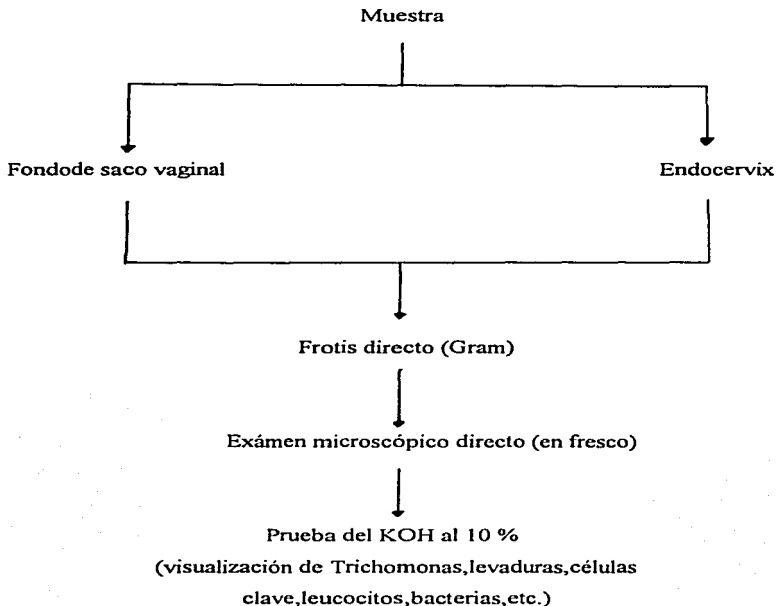 Muestra
Fondode saco vaginal
Endocervix
Frotis directo (Gram)
Exámen microscópico directo (en fresco)
Prueba del KOH al 10 %
(visualización de Trichomonas,levaduras,células
clave,leucocitos,bacterias,etc.)